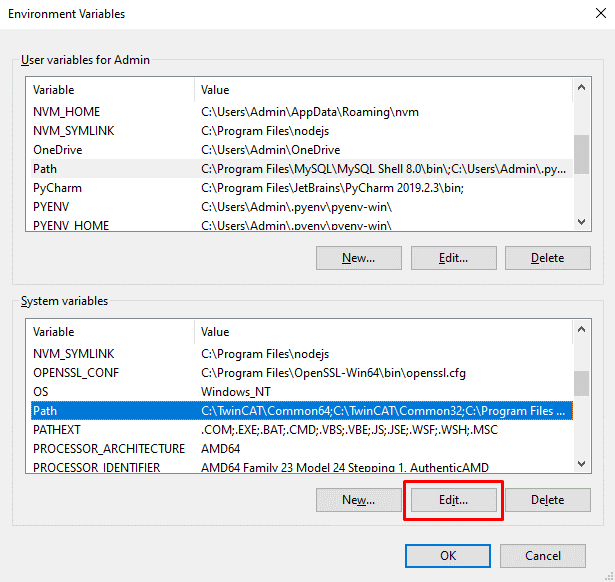 Environment Variables
User variables for Admin
Variable Value
NVM_HOME C:\Users\Admin\AppData\Roaming\nvm
NVM_SYMLINK C:\Program Files\nodejs
OneDrive C:\Users\Admin\OneDrive
Path C:\Program Files\MySQL\MySQL Shell 8.0\bin\;C:\Users\Admin\.py...
PyCharm C:\Program Files\JetBrains\PyCharm 2019.2.3\bin;
PYENV C:\Users\Admin\.pyenv\pyenv-win\
PYENV_HOME C:\Users\Admin\.pyenv\pyenv-win\
New... Edit... Delete
System variables
Variable Value
NVM_SYMLINK C:\Program Files\nodejs
OPENSSL_CONF C:\Program Files\OpenSSL-Win64\bin\openssl.cfg
OS Windows_NT
Path C:\TwinCAT\Common64;C:\TwinCAT\Common32;C:\Program Files ...
PATHEXT .COM;.EXE;.BAT;.CMD;.VBS;.VBE;.JS;.JSE;.WSF;.WSH;.MSC
PROCESSOR_ARCHITECTURE AMD64
PROCESSOR_IDENTIFIER AMD64 Family 23 Model 24 Stepping 1, AuthenticAMD
New... Edit... Delete
OK Cancel